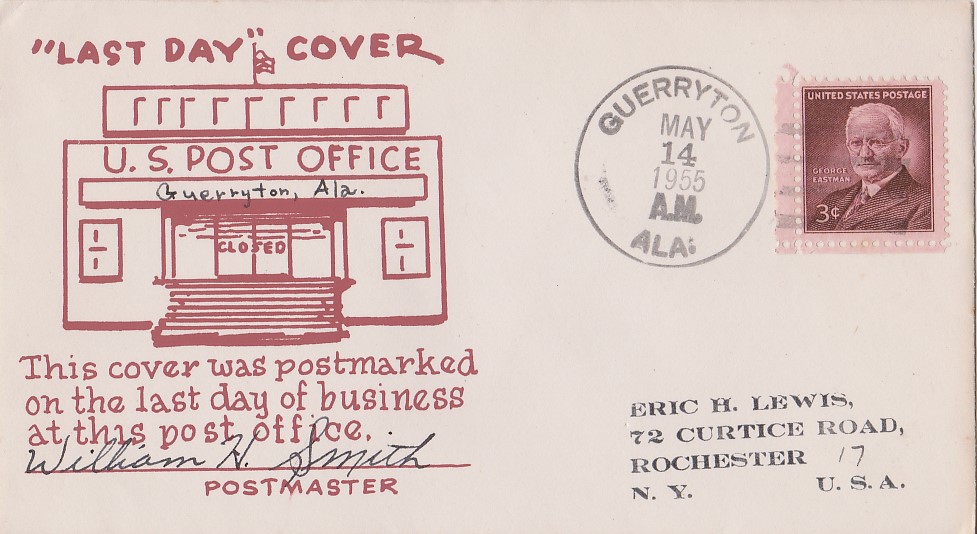 "LAST DAY" COVER
U.S. POST OFFICE
Guerryton, Ala.
CLOSED
This cover was postmarked
on the last day of business
at this post office.
William H. Smith
POSTMASTER
GUERRYTON
MAY
14
1955
A.M.
ALA.
UNITED STATES POSTAGE
GEORGE
EASTMAN
3¢
ERIC H. LEWIS,
72 CURTICE ROAD,
ROCHESTER 17
N. Y. U. S. A.